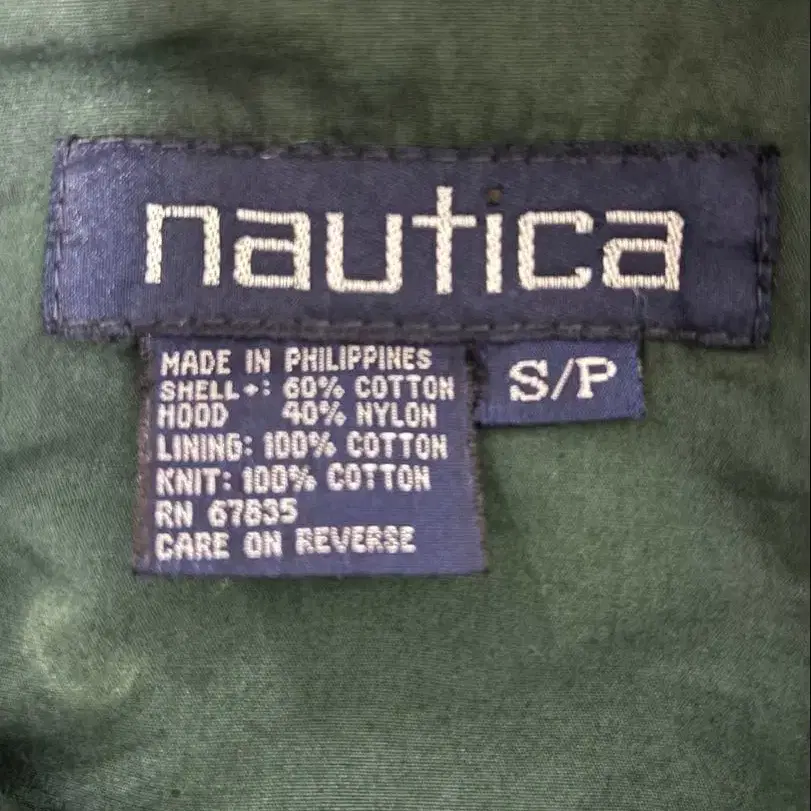 nautica
MADE IN PHILIPPINES
SHELL+: 60% COTTON
HOOD 40% NYLON
LINING: 100% COTTON
KNIT: 100% COTTON
RN 67835
CARE ON REVERSE
S/P